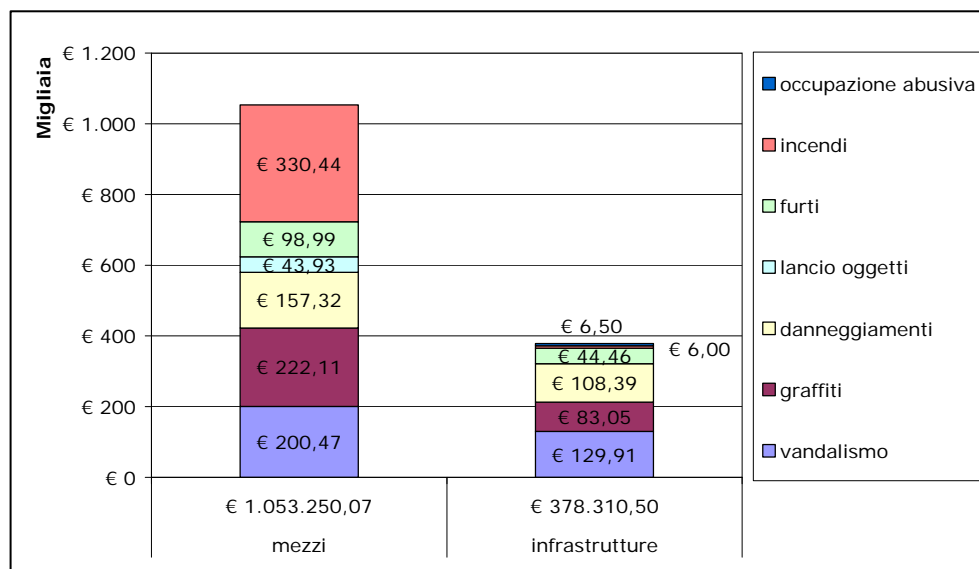 Migliaia
€ 1.200
€ 1.000
€ 800
€ 600
€ 400
€ 200
€ 0
€ 330,44
€ 98,99
€ 43,93
€ 157,32
€ 222,11
€ 200,47
€ 6,50
€ 6,00
€ 44,46
€ 108,39
€ 83,05
€ 129,91
€ 1.053.250,07
€ 378.310,50
mezzi
infrastrutture
occupazione abusiva
incendi
furti
lancio oggetti
danneggiamenti
graffiti
vandalismo